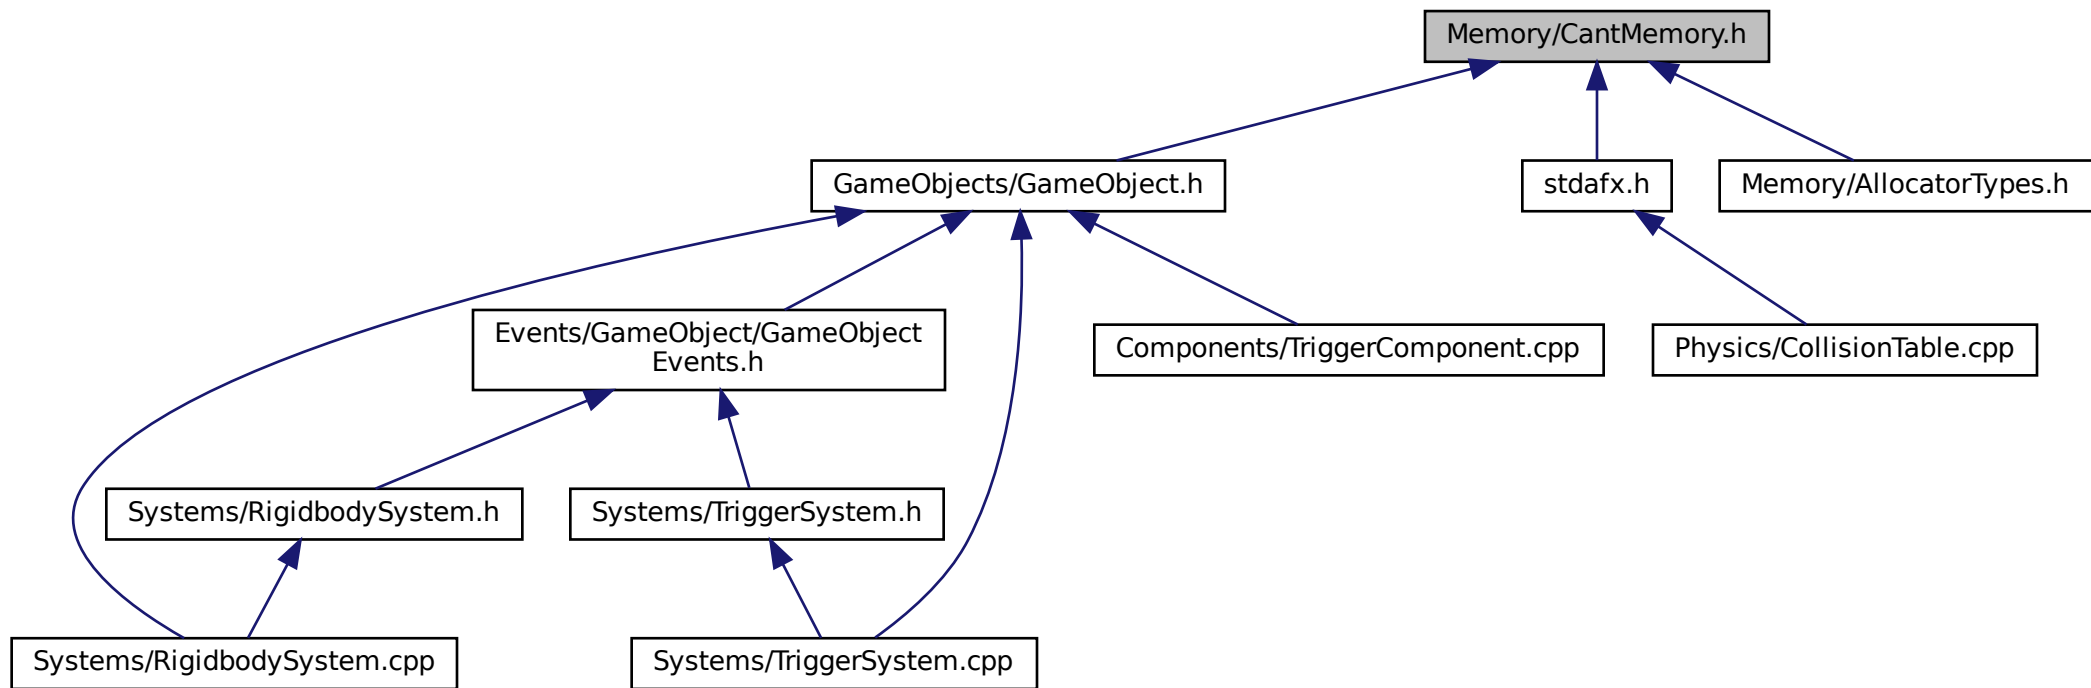 Memory/CantMemory.h
GameObjects/GameObject.h
stdafx.h
Memory/AllocatorTypes.h
Events/GameObject/GameObject
Events.h
Components/TriggerComponent.cpp
Physics/CollisionTable.cpp
Systems/RigidbodySystem.h
Systems/TriggerSystem.h
Systems/RigidbodySystem.cpp
Systems/TriggerSystem.cpp